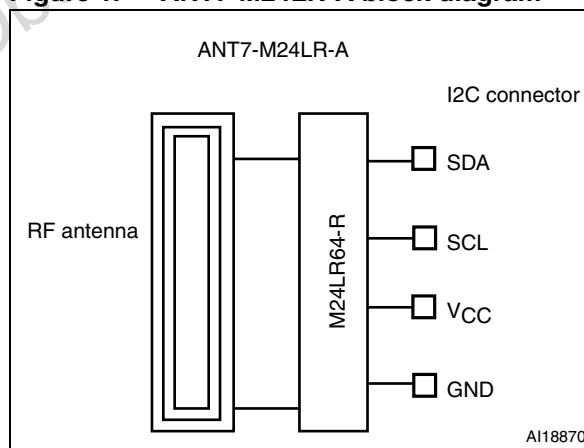 ANT7-M24LR-A
I2C connector
SDA
RF antenna
M24LR64-R
SCL
VCC
GND
AI18870